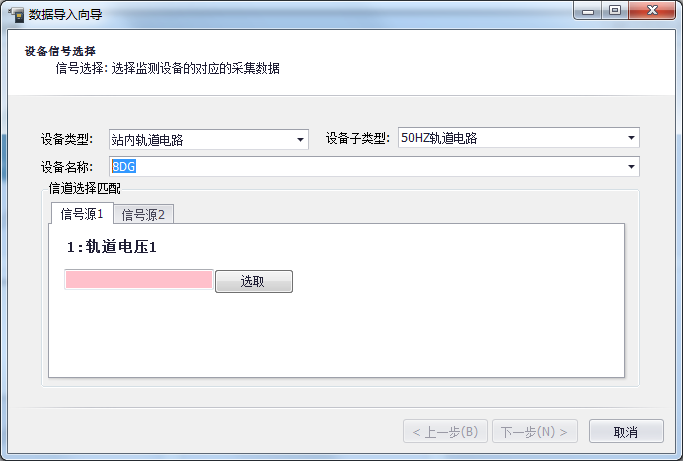 数据导入向导
设备信号选择
信号选择: 选择监测设备的对应的采集数据
设备类型: 站内轨道电路 设备子类型: 50HZ轨道电路
设备名称: 8DG
信道选择匹配
信号源1 信号源2
1:轨道电压1
选取
< 上一步(B) 下一步(N) > 取消